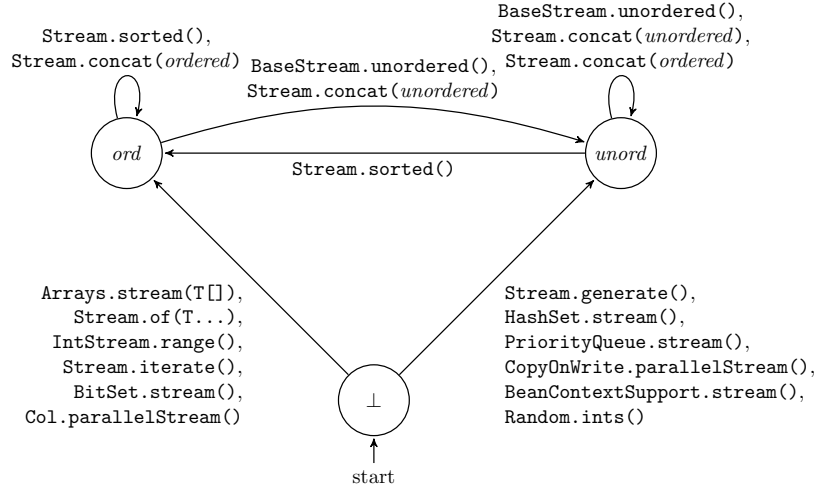 BaseStream.unordered(),
Stream.concat(unordered),
Stream.concat(ordered)
Stream.sorted(),
Stream.concat(ordered)
BaseStream.unordered(),
Stream.concat(unordered)
ord
unord
Stream.sorted()
Arrays.stream(T[]),
Stream.of(T...),
IntStream.range(),
Stream.iterate(),
BitSet.stream(),
Col.parallelStream()
Stream.generate(),
HashSet.stream(),
PriorityQueue.stream(),
CopyOnWrite.parallelStream(),
BeanContextSupport.stream(),
Random.ints()
⊥
start